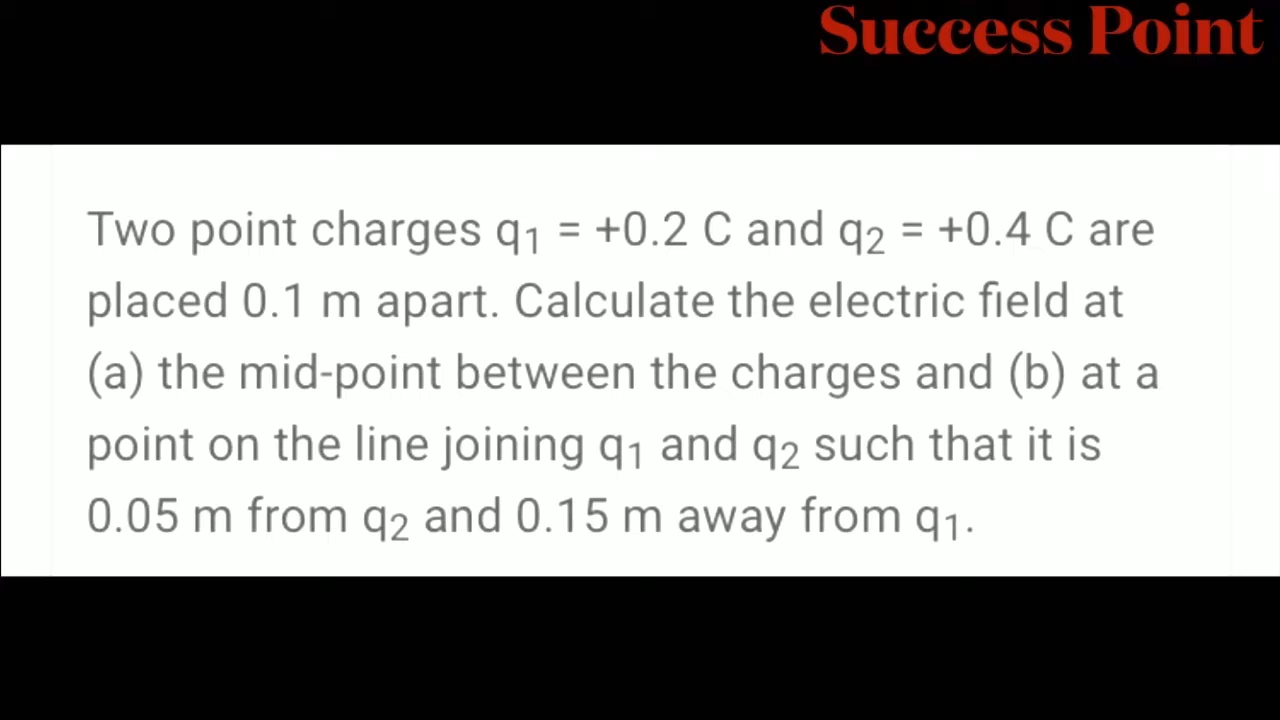 Success Point
Two point charges q₁ = +0.2 C and q₂ = +0.4 C are
placed 0.1 m apart. Calculate the electric field at
(a) the mid-point between the charges and (b) at a
point on the line joining q₁ and q₂ such that it is
0.05 m from q₂ and 0.15 m away from q₁.